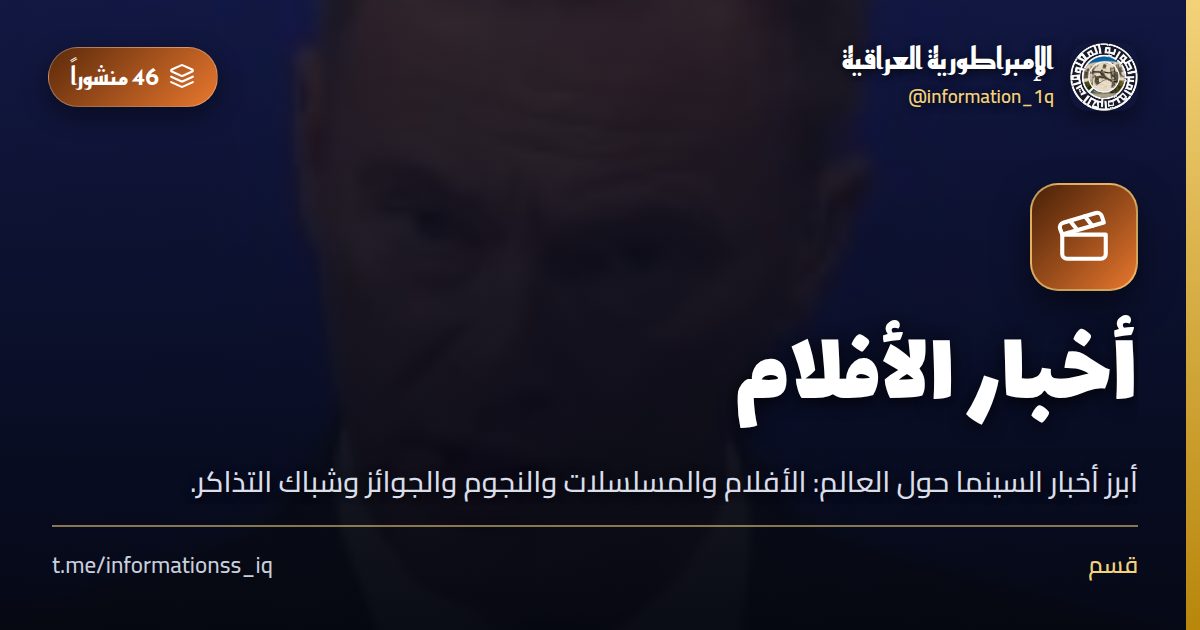 الإمبراطورية العراقية
@information_1q
46 منشوراً
أخبار الأفلام
أبرز أخبار السينما حول العالم: الأفلام والمسلسلات والنجوم والجوائز وشباك التذاكر.
قسم
t.me/informationss_iq